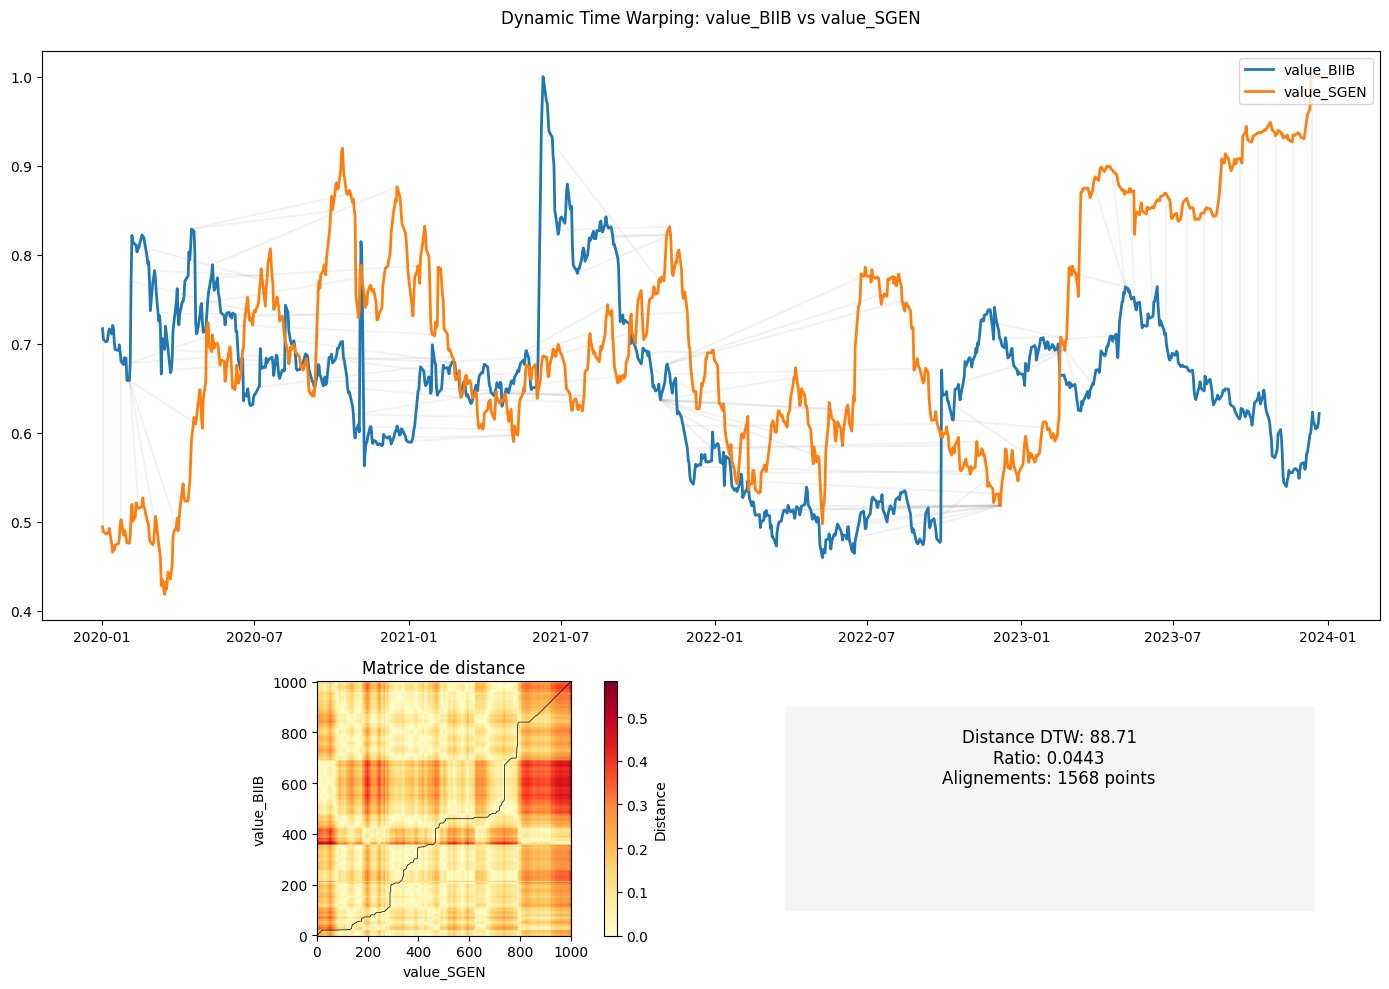 Dynamic Time Warping: value_BIIB vs value_SGEN
value_BIIB
value_SGEN
1.0
0.9
0.8
0.7
0.6
0.5
0.4
2020-01 2020-07 2021-01 2021-07 2022-01 2022-07 2023-01 2023-07 2024-01
Matrice de distance
value_BIIB
1000
800
600
400
200
0
0 200 400 600 800 1000
value_SGEN
0.5
0.4
0.3
0.2
0.1
0.0
Distance
Distance DTW: 88.71
Ratio: 0.0443
Alignements: 1568 points